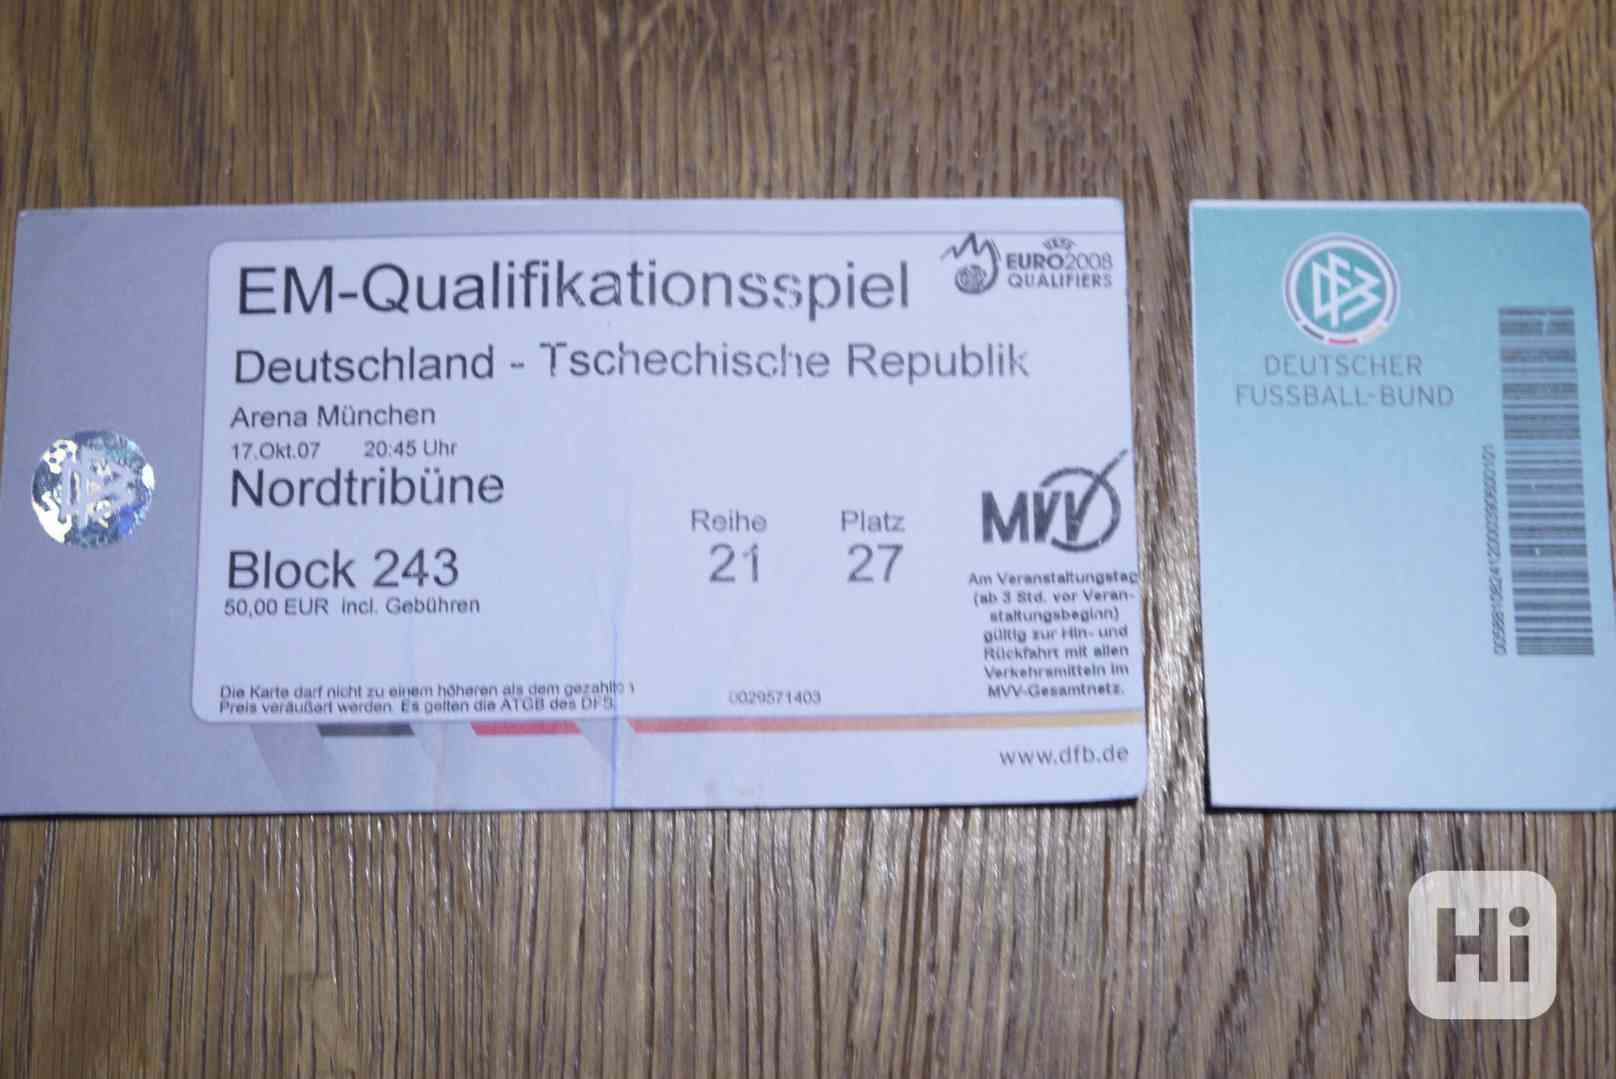 EM-Qualifikationsspiel
EURO2008
QUALIFIERS
Deutschland - Tschechische Republik
Arena München
17.Okt.07 20:45 Uhr
Nordtribüne
Block 243
50,00 EUR incl. Gebühren
Reihe Platz
21 27
MVV
Am Veranstaltungstag
(ab 3 Std. vor Veran-
staltungsbeginn)
gültig zur Hin- und
Rückfahrt mit allen
Verkehrsmitteln im
MVV-Gesamtnetz.
Die Karte darf nicht zu einem höheren als dem
Preis veräußert werden. Es gelten die ATGB des DFB.
0029571403
www.dfb.de
DFB
DEUTSCHER
FUSSBALL-BUND
Hi